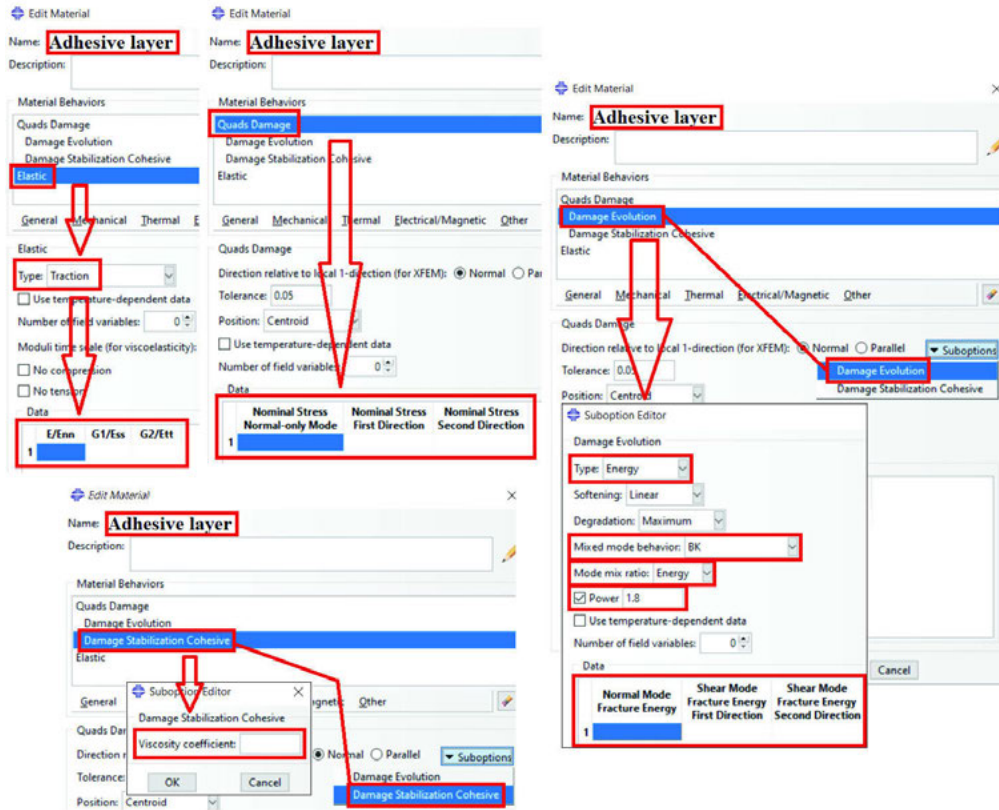 Edit Material
Name: Adhesive layer
Description:
Material Behaviors
Quads Damage
Damage Evolution
Damage Stabilization Cohesive
Elastic
General Mechanical Thermal E
Elastic
Type: Traction
Use temperature-dependent data
Number of field variables: 0
Moduli time scale (for viscoelasticity):
No compression
No tension
Data
E/Enn G1/Ess G2/Ett
1
Edit Material
Name: Adhesive layer
Description:
Material Behaviors
Quads Damage
Damage Evolution
Damage Stabilization Cohesive
Elastic
General Mechanical Thermal Electrical/Magnetic Other
Quads Damage
Direction relative to local 1-direction (for XFEM): Normal Pa
Tolerance: 0.05
Position: Centroid
Use temperature-dependent data
Number of field variables: 0
Data
Nominal Stress Nominal Stress Nominal Stress
Normal-only Mode First Direction Second Direction
1
Edit Material
Name: Adhesive layer
Description:
Material Behaviors
Quads Damage
Damage Evolution
Damage Stabilization Cohesive
Elastic
General Mechanical Thermal Electrical/Magnetic Other
Quads Damage
Direction relative to local 1-direction (for XFEM): Normal Parallel Suboptions
Tolerance: 0.05
Damage Evolution
Damage Stabilization Cohesive
Position: Centroid
Suboption Editor
Damage Evolution
Type: Energy
Softening: Linear
Degradation: Maximum
Mixed mode behavior: BK
Mode mix ratio: Energy
Power 1.8
Use temperature-dependent data
Number of field variables: 0
Data
Normal Mode Shear Mode Shear Mode
Fracture Energy Fracture Energy Fracture Energy
First Direction Second Direction
1
Cancel
Edit Material
Name: Adhesive layer
Description:
Material Behaviors
Quads Damage
Damage Evolution
Damage Stabilization Cohesive
Elastic
General
gnetic Other
Suboption Editor
Damage Stabilization Cohesive
Viscosity coefficient:
OK Cancel
Quads Dar
Direction r
Normal Parallel Suboptions
Tolerance:
Damage Evolution
Damage Stabilization Cohesive
Position: Centroid